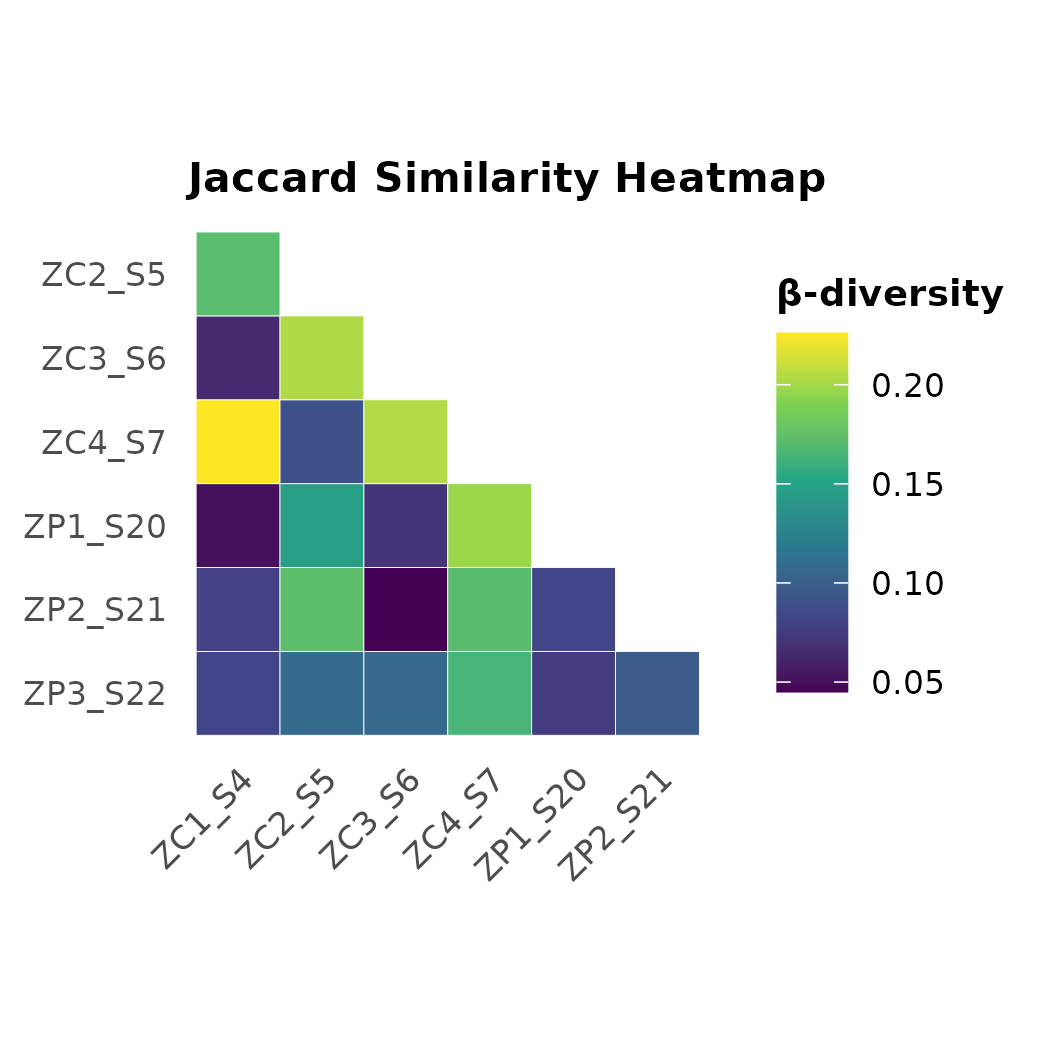 Jaccard Similarity Heatmap
ZC2_S5
ZC3_S6
ZC4_S7
ZP1_S20
ZP2_S21
ZP3_S22
ZC1_S4
ZC2_S5
ZC3_S6
ZC4_S7
ZP1_S20
ZP2_S21
β-diversity
0.20
0.15
0.10
0.05